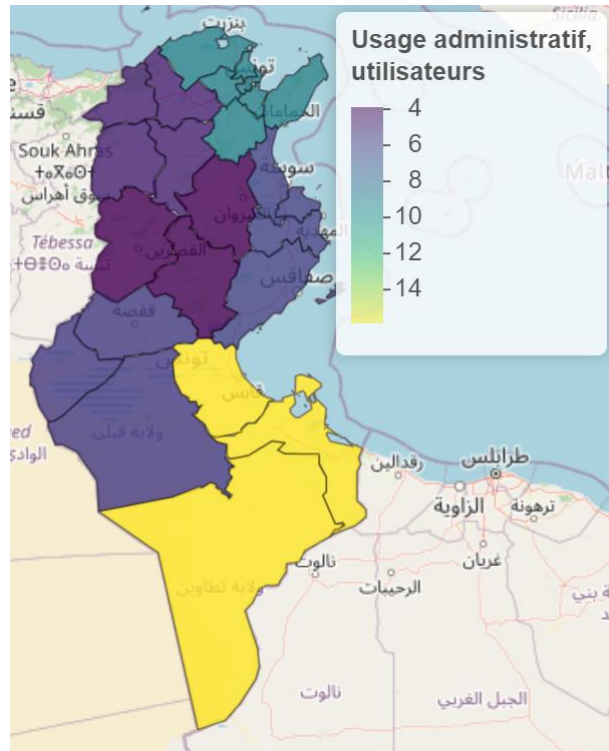 Usage administratif,
utilisateurs
4
6
8
10
12
14
Sicilia
بنزرت
تونس
الحمامات
قسنطينة
Souk Ahras
سوق أهراس
سوسة
القيروان
المهدية
Tébessa
ⵜⴱⴻⵙⵙⴰ تبسة
القصرين
صفاقس
قفصة
تونس
قابس
ولاية قبلي
الوادي
رقدالين
طرابلس
الزاوية
ترهونة
غريان
نالوت
الرحيبات
ولاية تطاوين
نالوت
الجبل الغربي